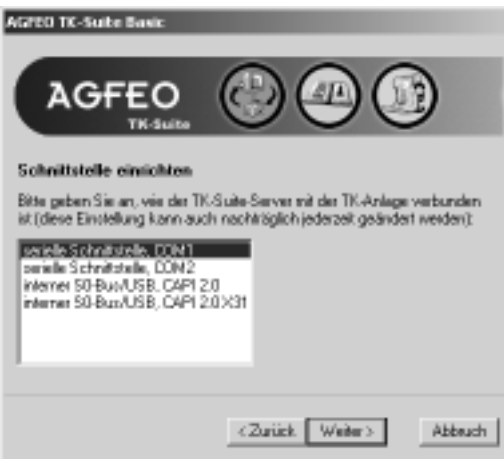 AGFEO TK-Suite Basic
AGFEO
TK-Suite
Schnittstelle einrichten
Bitte geben Sie an, wie der TK-Suite-Server mit der TK-Anlage verbunden
ist (diese Einstellung kann auch nachträglich jederzeit geändert werden):
serielle Schnittstelle, COM1
serielle Schnittstelle, COM2
interner S0-Bus/USB, CAPI 2.0
interner S0-Bus/USB, CAPI 2.0 X31
< Zurück
Weiter >
Abbruch